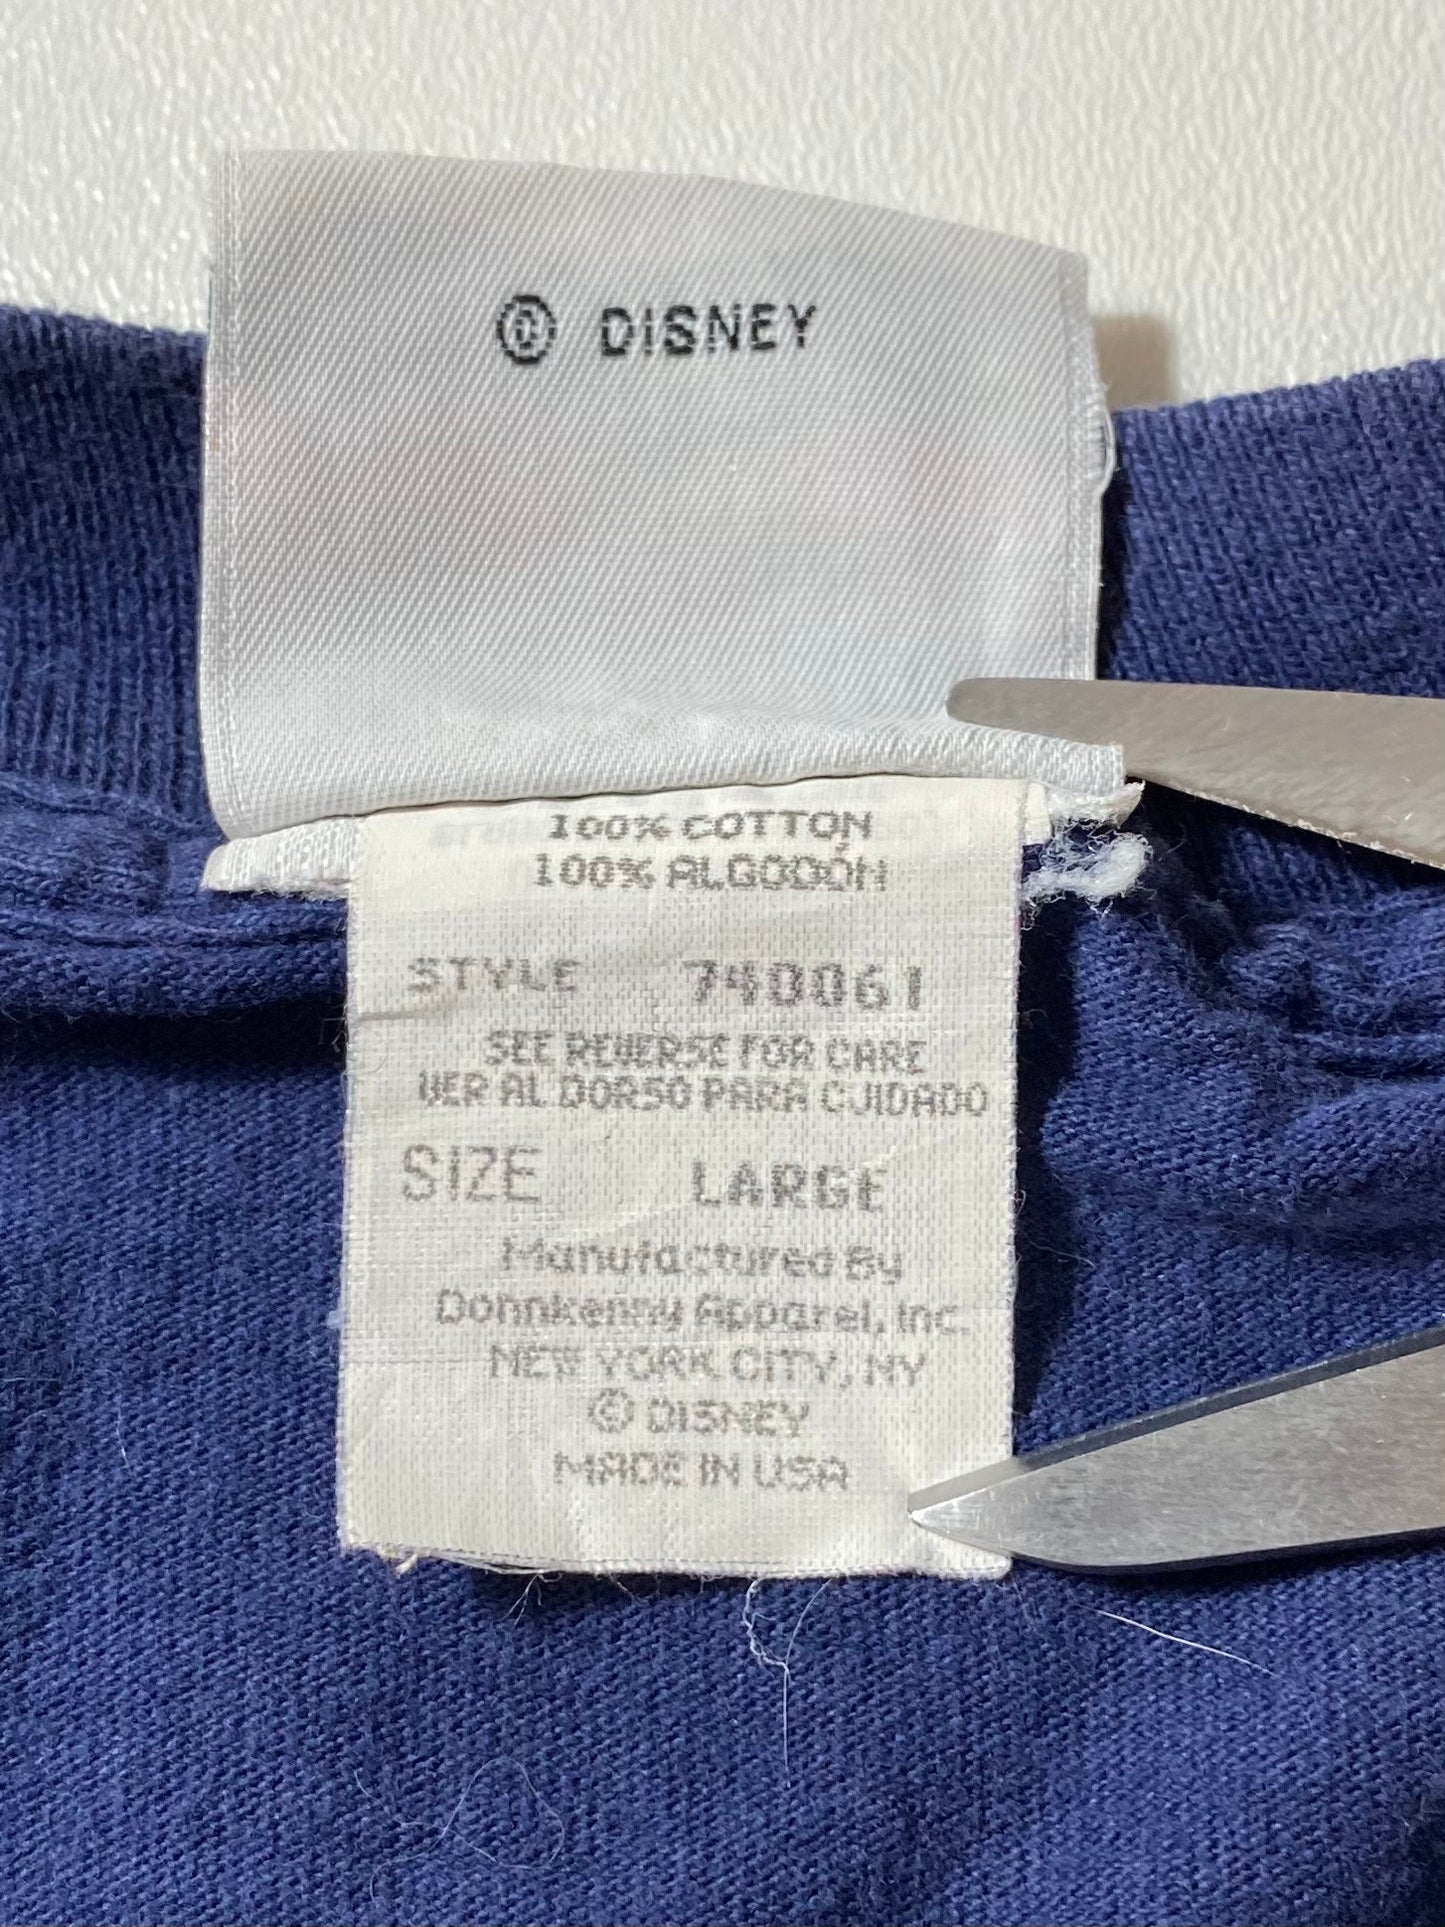 © DISNEY
100% COTTON
100% ALGODÓN
STYLE 740061
SEE REVERSE FOR CARE
VER AL DORSO PARA CUIDADO
SIZE LARGE
Manufactured By
Donnkenny Apparel, Inc.
NEW YORK CITY, NY
© DISNEY
MADE IN USA